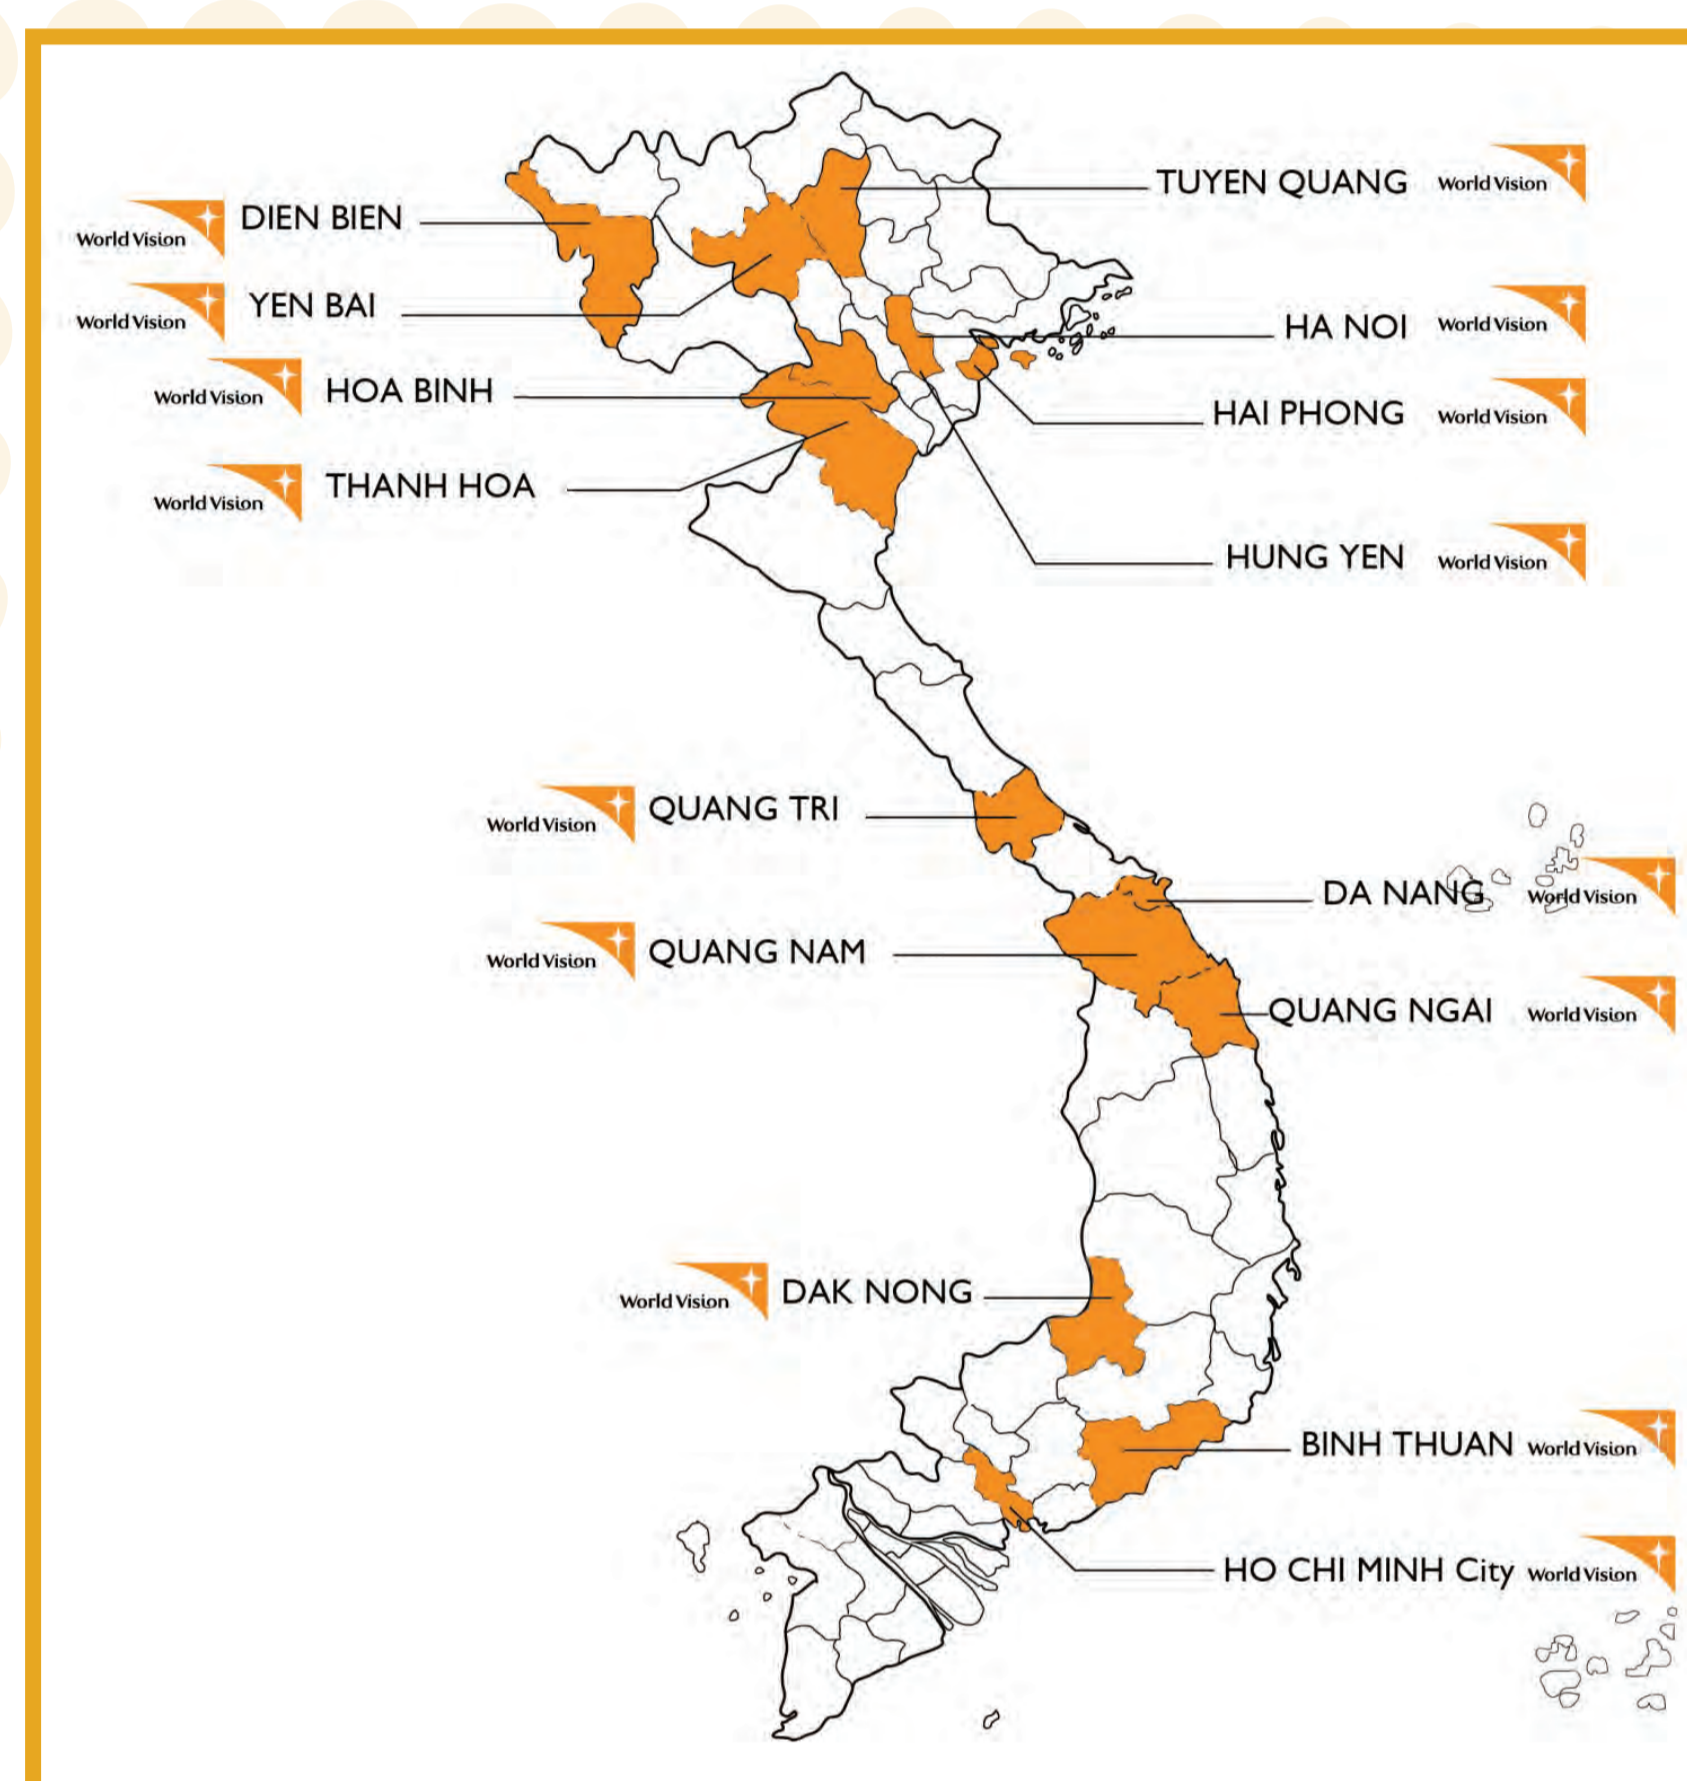 TUYEN QUANG World Vision
World Vision DIEN BIEN
World Vision YEN BAI
HA NOI World Vision
World Vision HOA BINH
HAI PHONG World Vision
World Vision THANH HOA
HUNG YEN World Vision
World Vision QUANG TRI
DA NANG World Vision
World Vision QUANG NAM
QUANG NGAI World Vision
World Vision DAK NONG
BINH THUAN World Vision
HO CHI MINH City World Vision